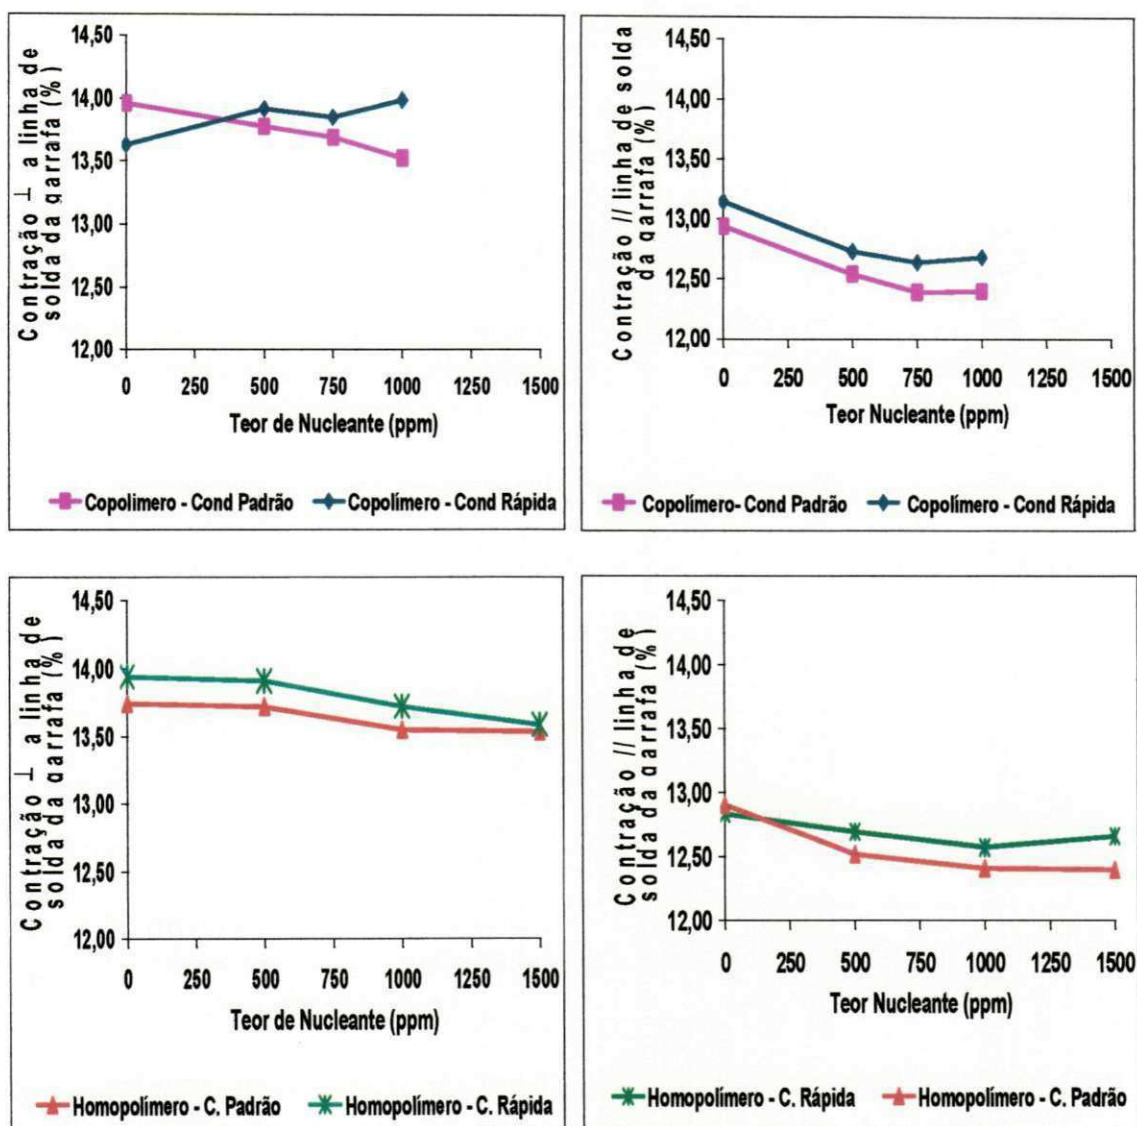 Contração ⊥ a linha de
solda da garrafa (%)
14,50
14,00
13,50
13,00
12,50
12,00
0 250 500 750 1000 1250 1500
Teor de Nucleante (ppm)
Copolimero - Cond Padrão Copolímero - Cond Rápida
Contração // linha de solda
da garrafa (%)
14,50
14,00
13,50
13,00
12,50
12,00
0 250 500 750 1000 1250 1500
Teor Nucleante (ppm)
Copolímero- Cond Padrão Copolímero - Cond Rápida
Contração ⊥ a linha de
solda da garrafa (%)
14,50
14,00
13,50
13,00
12,50
12,00
0 250 500 750 1000 1250 1500
Teor de Nucleante (ppm)
Homopolímero - C. Padrão Homopolímero - C. Rápida
Contração // linha de
solda da garrafa (%)
14,50
14,00
13,50
13,00
12,50
12,00
0 250 500 750 1000 1250 1500
Teor Nucleante (ppm)
Homopolímero - C. Rápida Homopolímero - C. Padrão